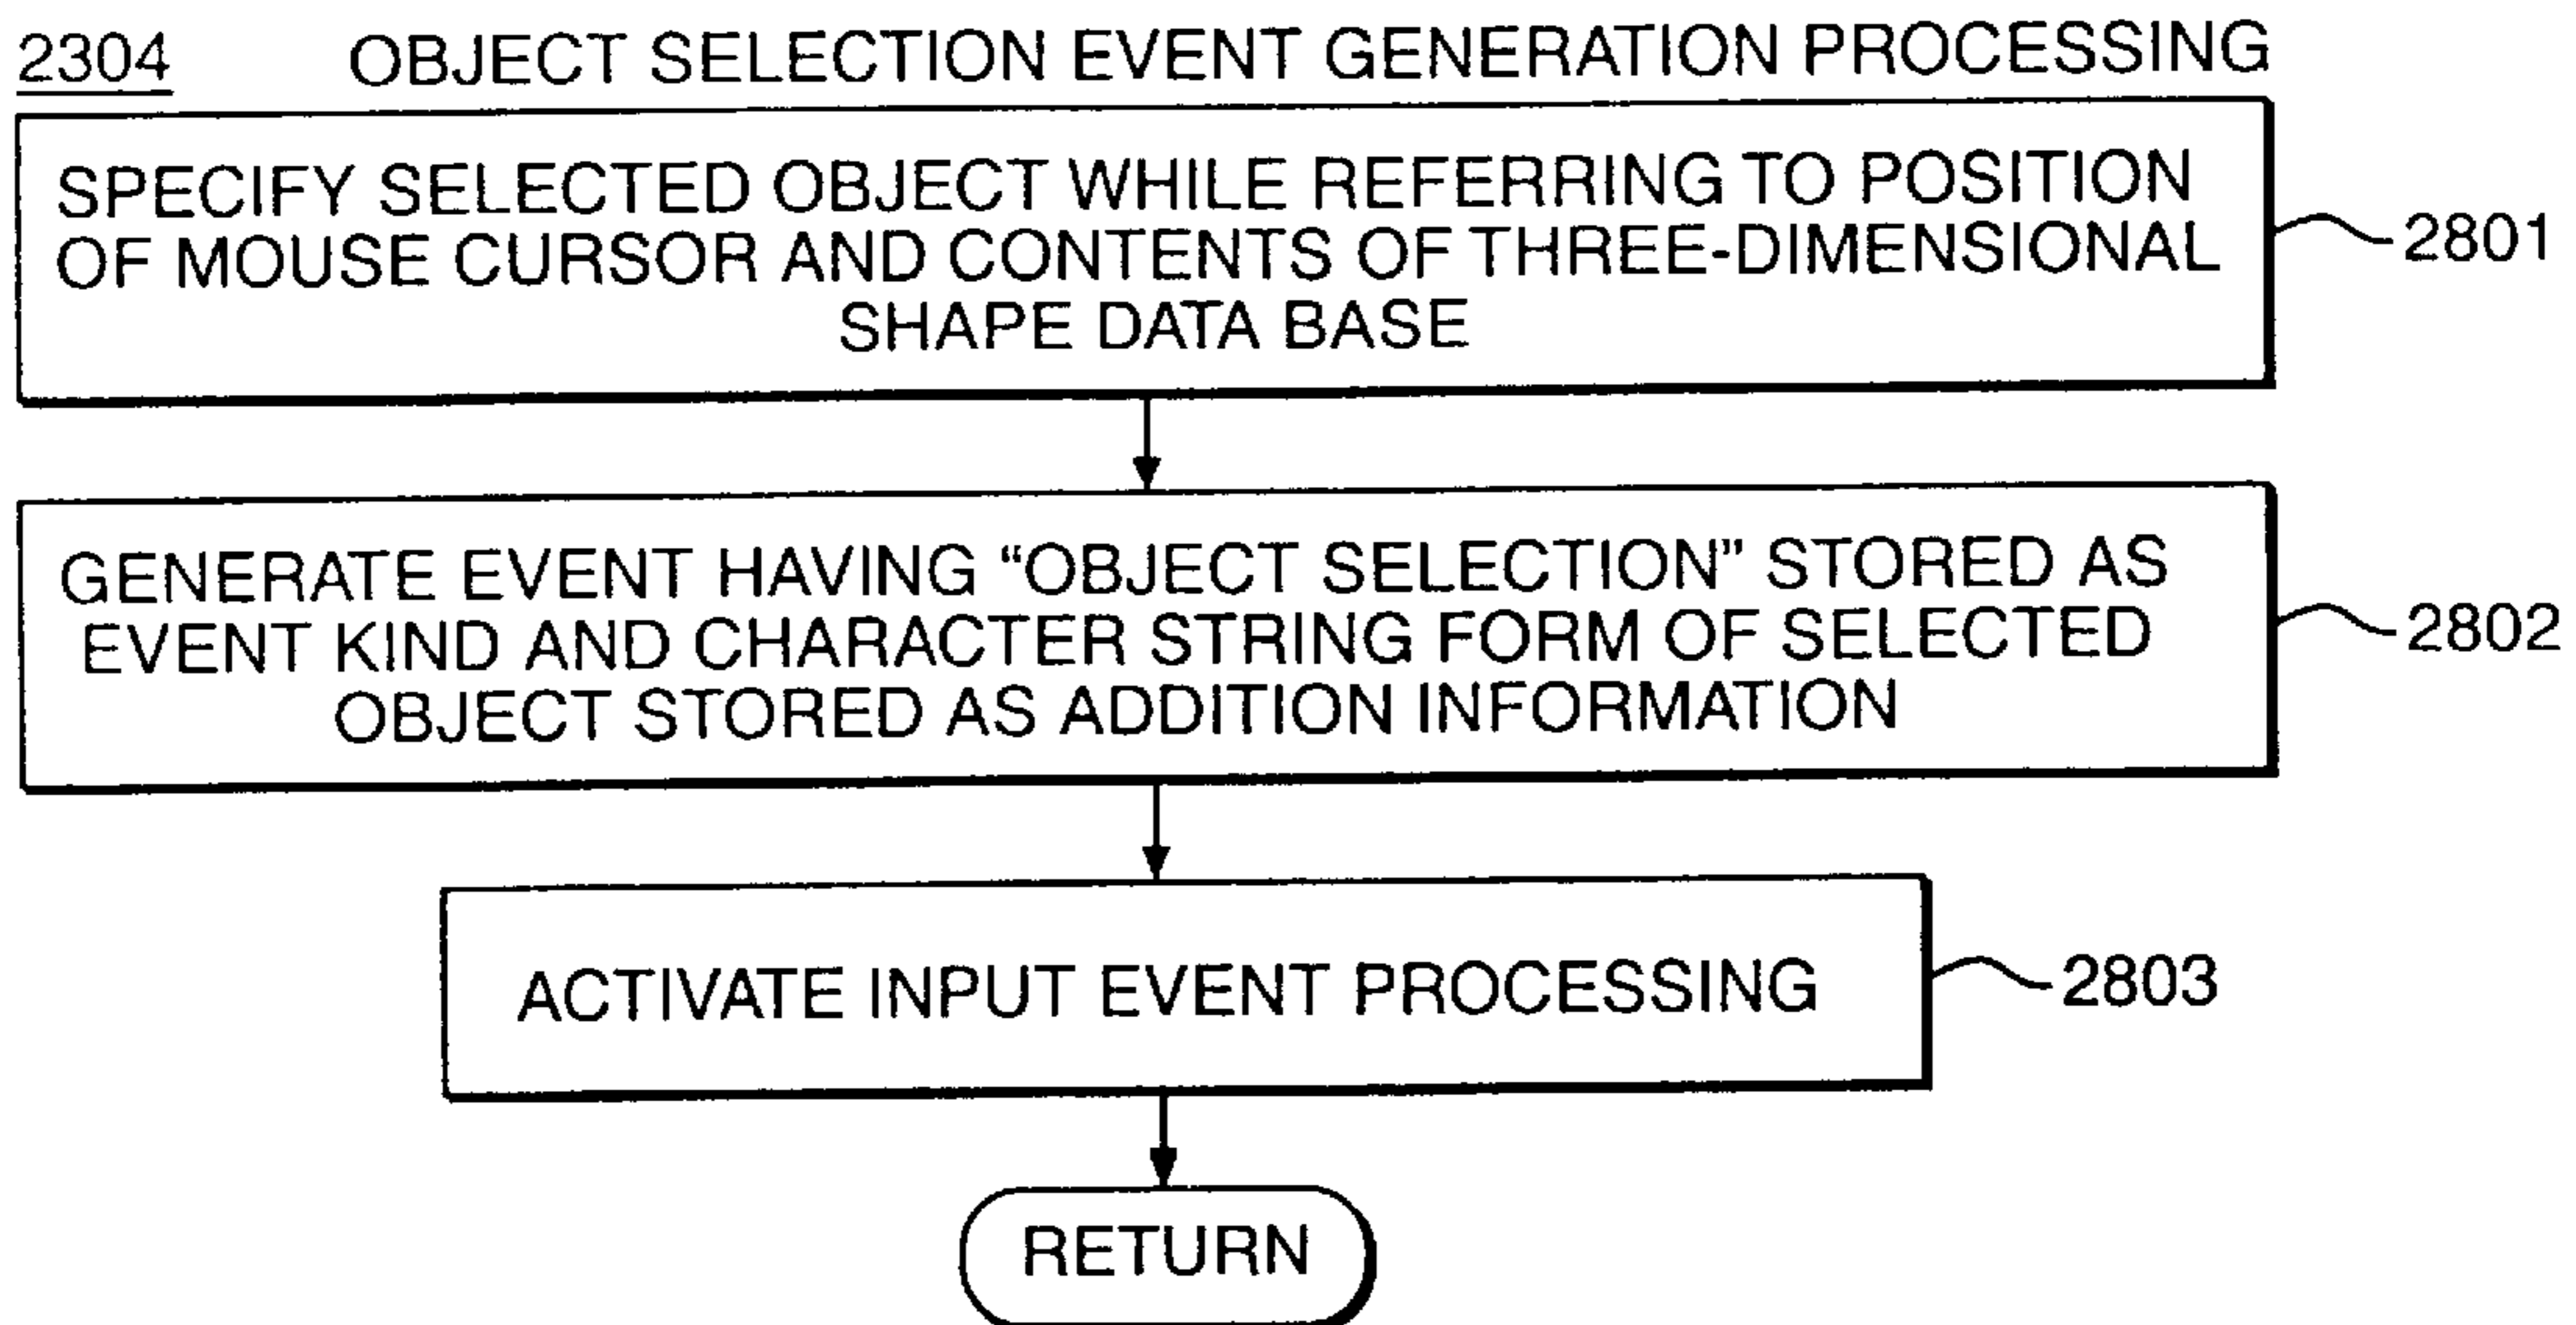 2304 OBJECT SELECTION EVENT GENERATION PROCESSING
SPECIFY SELECTED OBJECT WHILE REFERRING TO POSITION
OF MOUSE CURSOR AND CONTENTS OF THREE-DIMENSIONAL
SHAPE DATA BASE
2801
GENERATE EVENT HAVING “OBJECT SELECTION” STORED AS
EVENT KIND AND CHARACTER STRING FORM OF SELECTED
OBJECT STORED AS ADDITION INFORMATION
2802
ACTIVATE INPUT EVENT PROCESSING
2803
RETURN